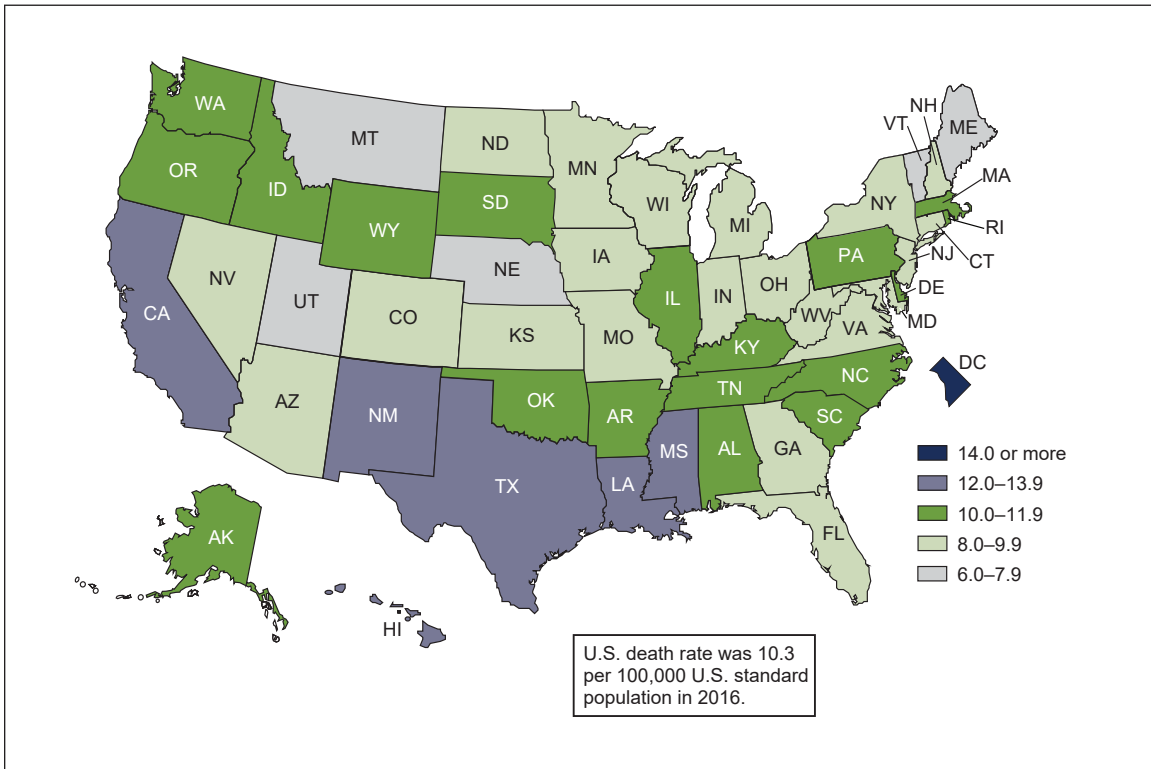 WA
MT
ND
MN
VT
NH
ME
OR
ID
SD
WI
MI
NY
MA
WY
RI
IA
PA
NJ
CT
NE
NV
UT
IL
IN
OH
DE
CA
CO
KS
MO
WV
VA
MD
KY
DC
AZ
NM
OK
AR
TN
NC
SC
MS
AL
GA
TX
LA
FL
AK
HI
14.0 or more
12.0–13.9
10.0–11.9
8.0–9.9
6.0–7.9
U.S. death rate was 10.3
per 100,000 U.S. standard
population in 2016.